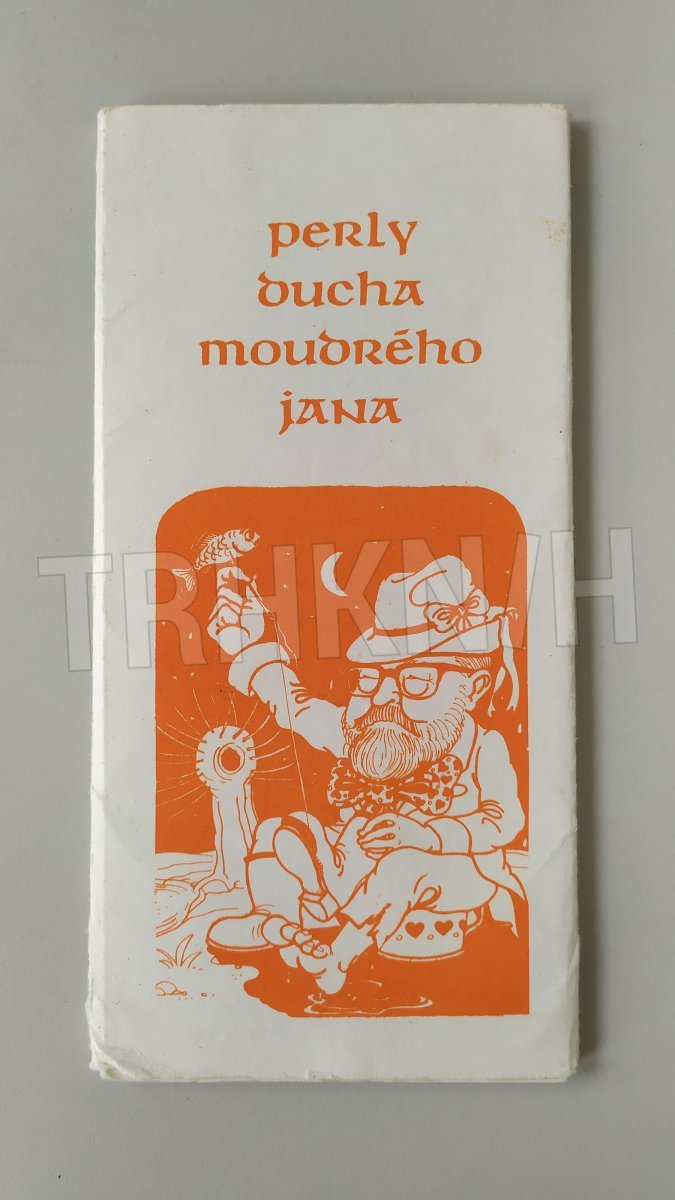 perly
ducha
moudrého
jana
TRHKNIH